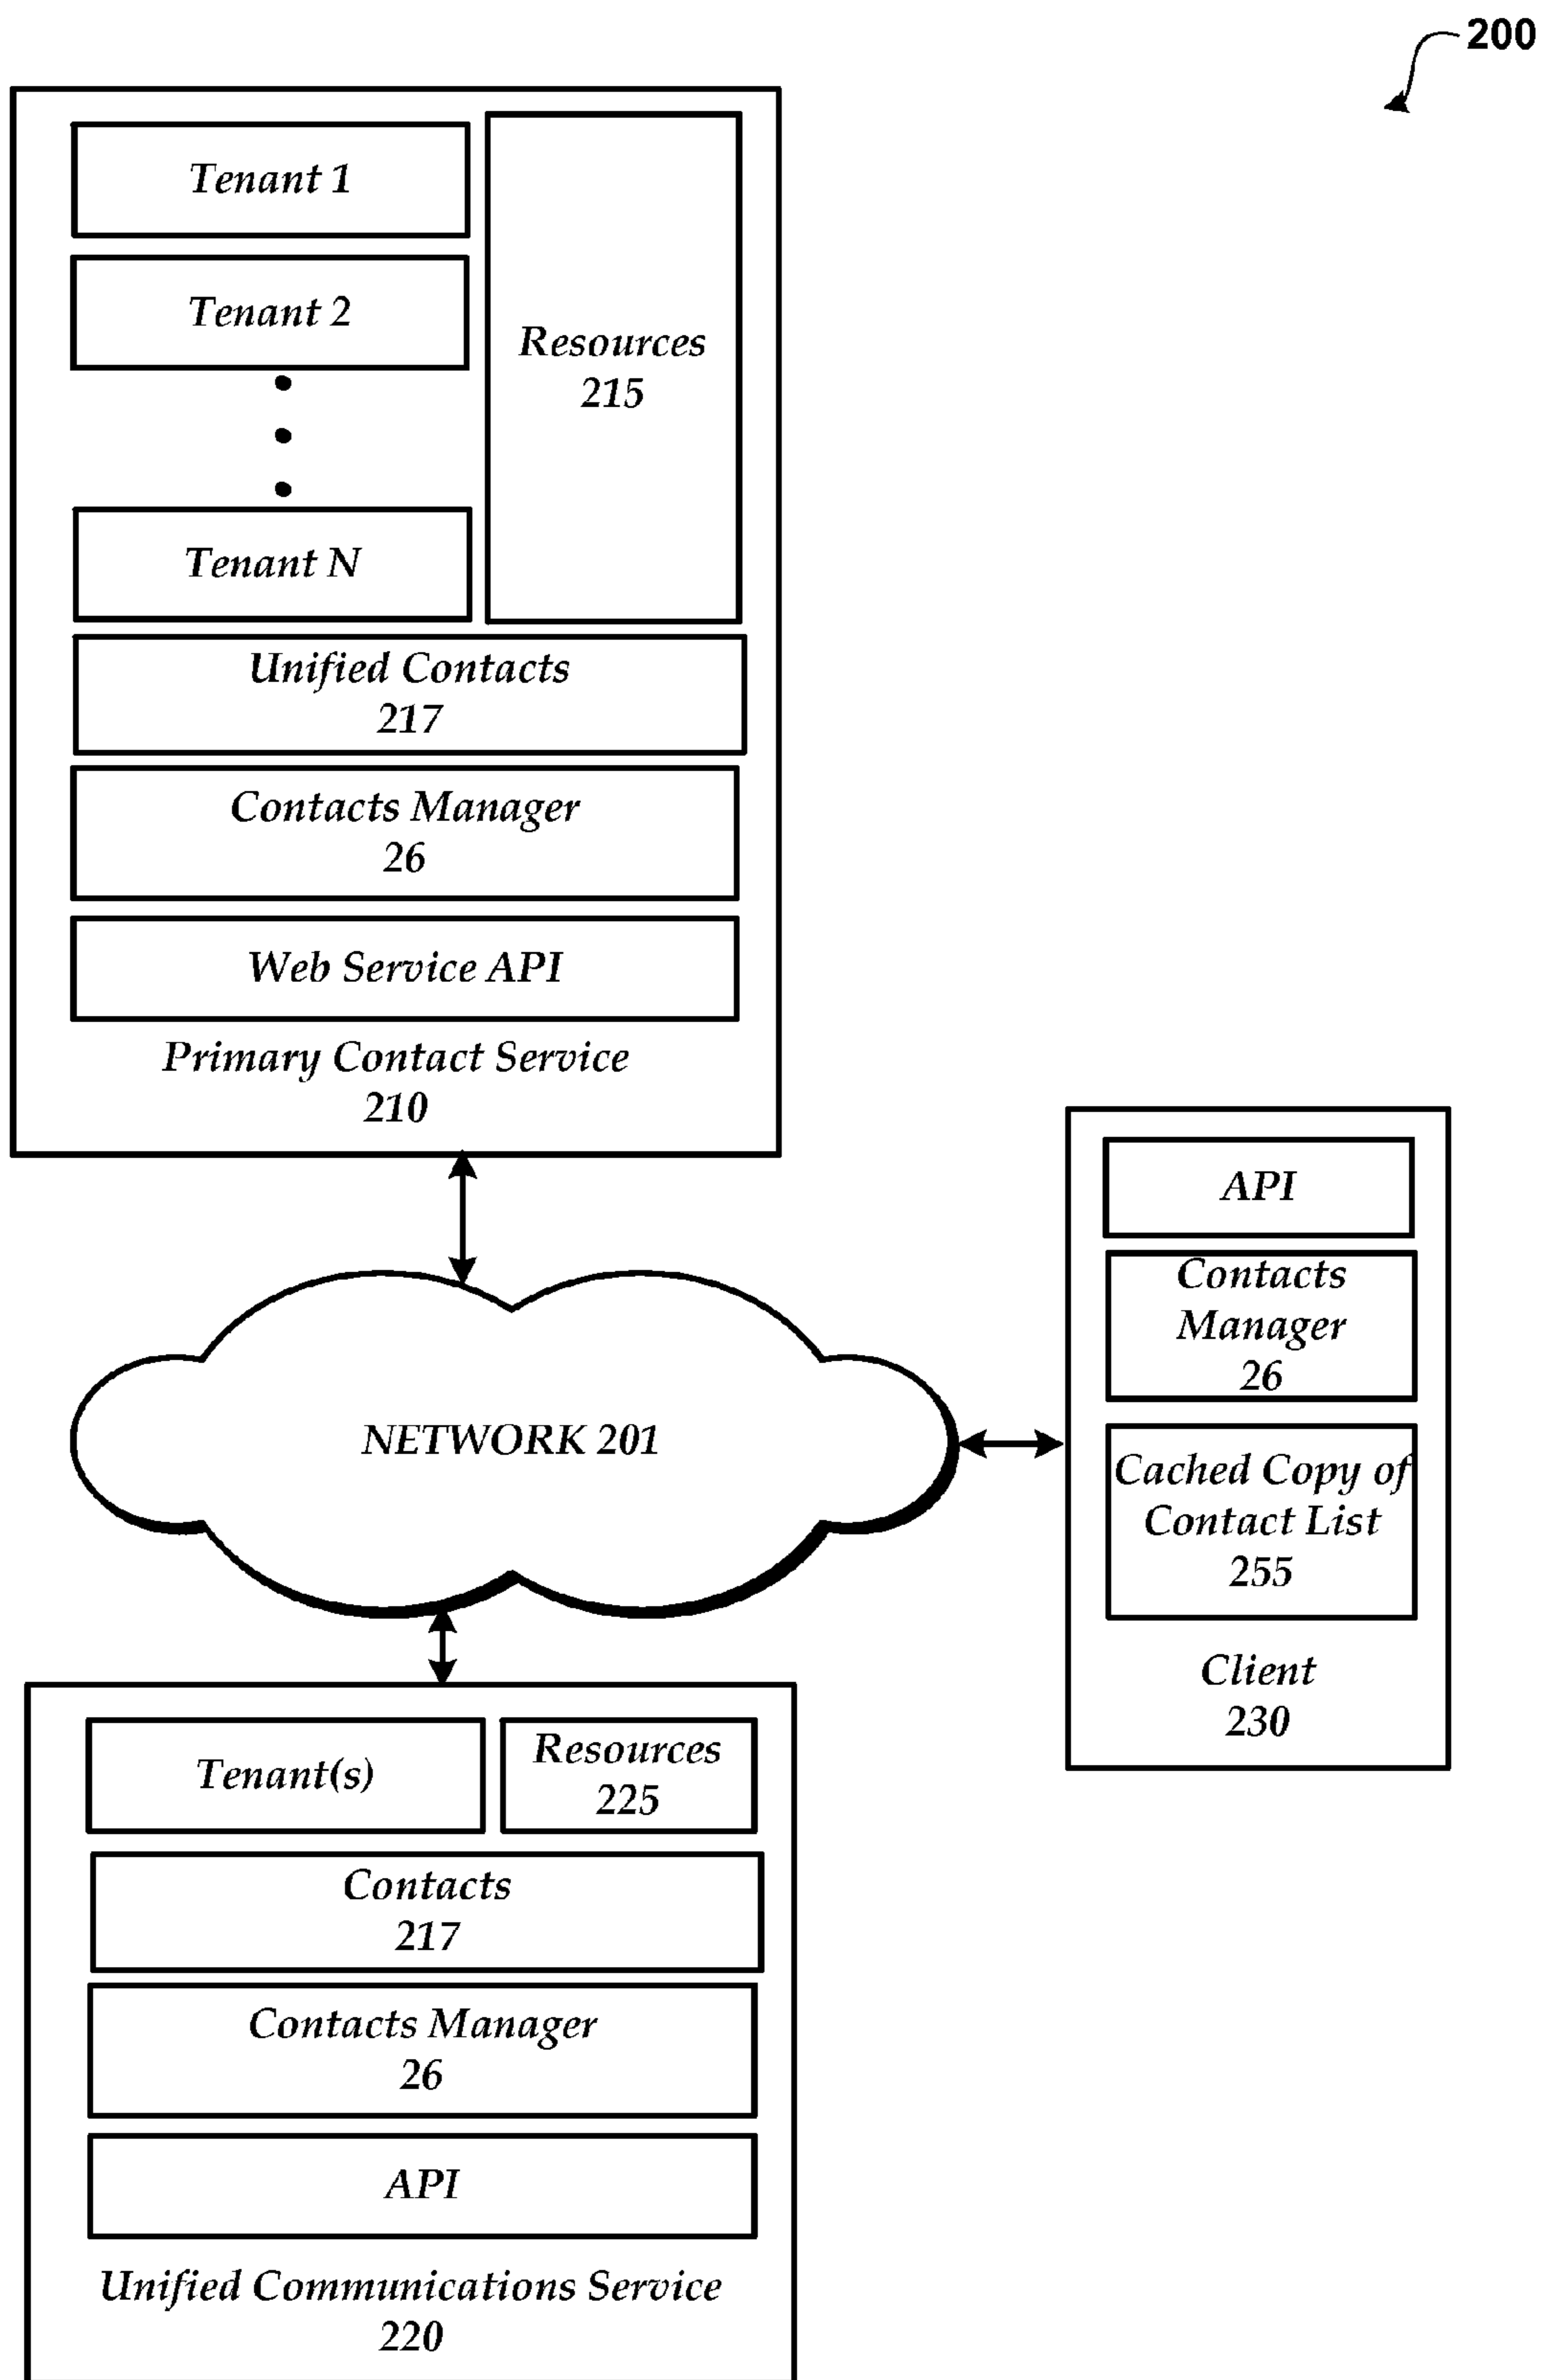 200
Tenant 1
Tenant 2
Resources
215
Tenant N
Unified Contacts
217
Contacts Manager
26
Web Service API
Primary Contact Service
210
API
Contacts
Manager
26
Cached Copy of
Contact List
255
Client
230
NETWORK 201
Tenant(s)
Resources
225
Contacts
217
Contacts Manager
26
API
Unified Communications Service
220